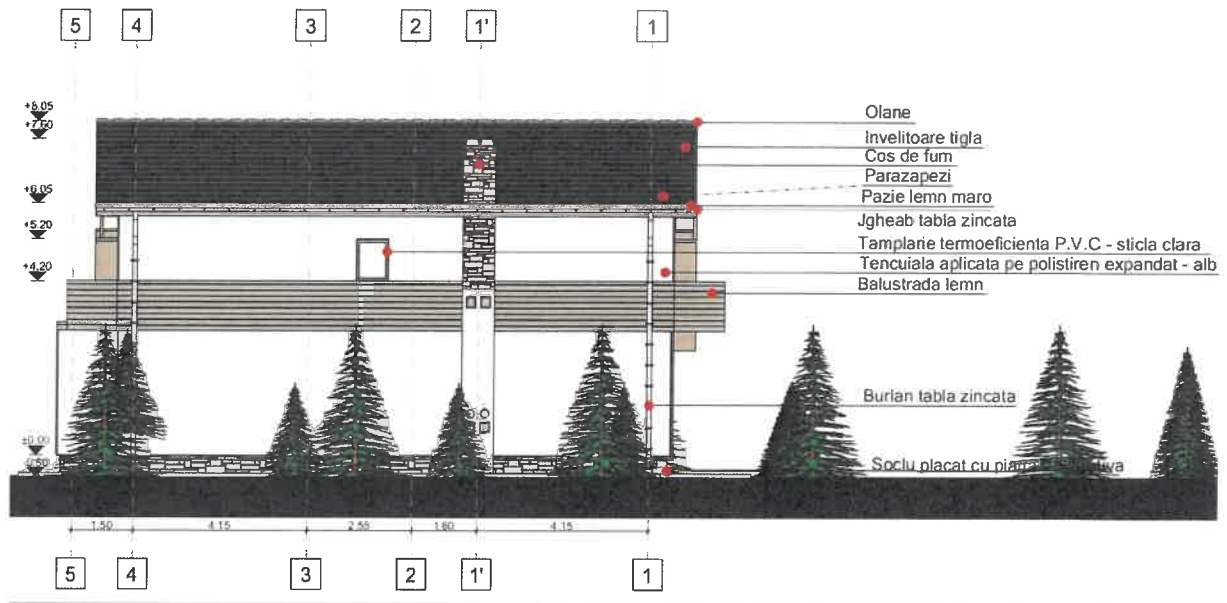 5 4 3 2 1' 1
+8.05
+7.60
+6.05
+5.20
+4.20
±0.00
Olane
Invelitoare tigla
Cos de fum
Parazapezi
Pazie lemn maro
Jgheab tabla zincata
Tamplarie termoeficienta P.V.C - sticla clara
Tencuiala aplicata pe polistiren expandat - alb
Balustrada lemn
Burlan tabla zincata
Soclu placat cu
1.50 4.15 2.55 1.60 4.15
5 4 3 2 1' 1